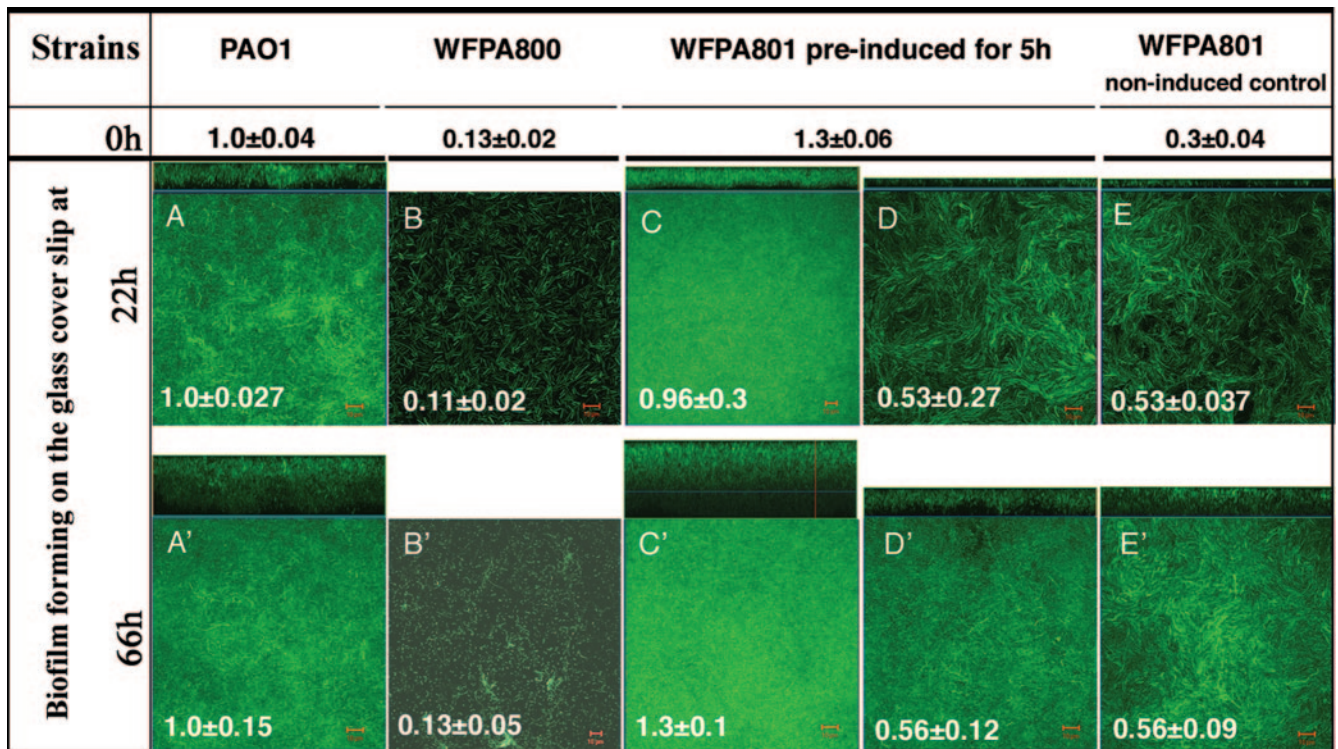 Strains PAO1 WFPA800 WFPA801 pre-induced for 5h WFPA801
non-induced control
0h 1.0±0.04 0.13±0.02 1.3±0.06 0.3±0.04
Biofilm forming on the glass cover slip at
22h
A B C D E
1.0±0.027 0.11±0.02 0.96±0.3 0.53±0.27 0.53±0.037
66h
A' B' C' D' E'
1.0±0.15 0.13±0.05 1.3±0.1 0.56±0.12 0.56±0.09